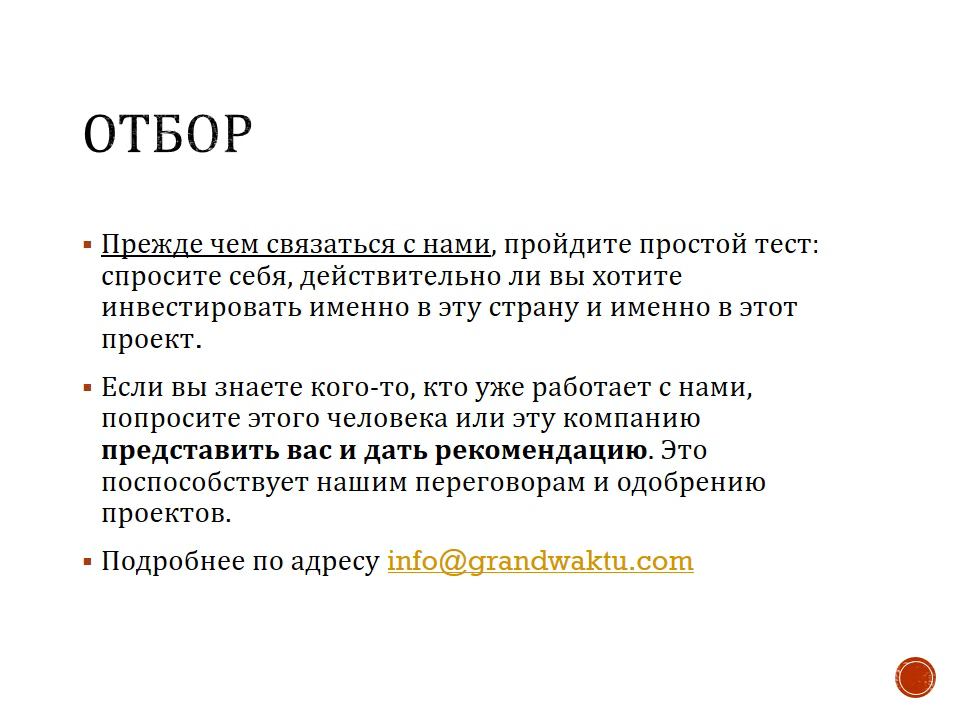 ОТБОР
▪ Прежде чем связаться с нами, пройдите простой тест:
спросите себя, действительно ли вы хотите
инвестировать именно в эту страну и именно в этот
проект.
▪ Если вы знаете кого-то, кто уже работает с нами,
попросите этого человека или эту компанию
представить вас и дать рекомендацию. Это
поспособствует нашим переговорам и одобрению
проектов.
▪ Подробнее по адресу info@grandwaktu.com